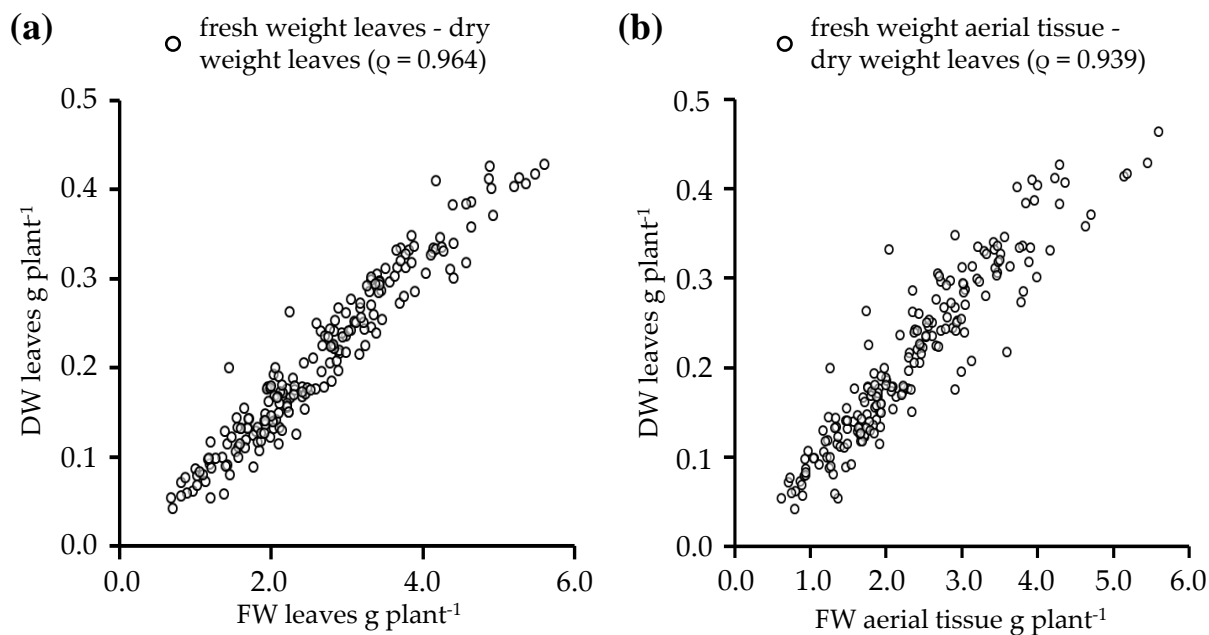 (a)
fresh weight leaves - dry
weight leaves (ϱ = 0.964)
0.5
0.4
0.3
0.2
0.1
0.0
DW leaves g plant⁻¹
0.0 2.0 4.0 6.0
FW leaves g plant⁻¹
(b)
fresh weight aerial tissue -
dry weight leaves (ϱ = 0.939)
0.5
0.4
0.3
0.2
0.1
0.0
DW leaves g plant⁻¹
0.0 1.0 2.0 3.0 4.0 5.0 6.0
FW aerial tissue g plant⁻¹